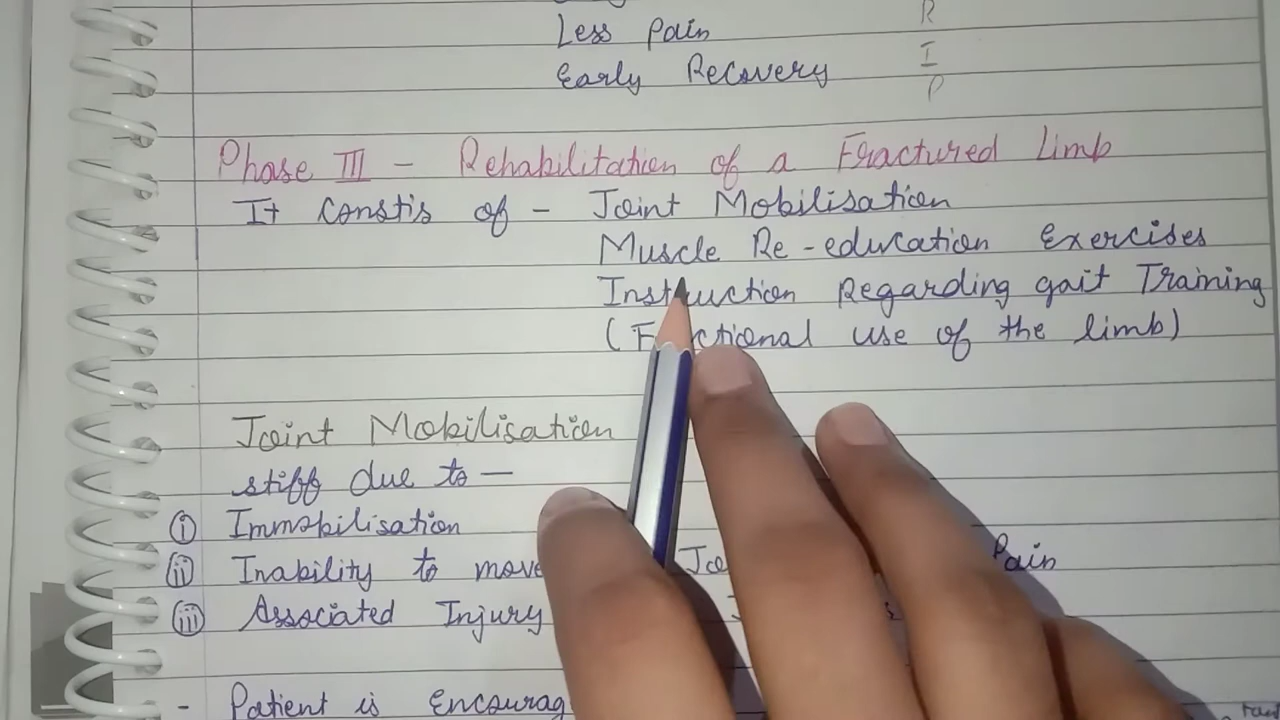 Less Pain
R
Early Recovery
I
P
Phase III - Rehabilitation of a Fractured Limb
It constis of - Joint Mobilisation
Muscle Re-education Exercises
Instruction Regarding gait Training
( use of the limb)
Joint Mobilisation
stiff due to —
(i) Immobilisation
(ii) Inability to move Pain
(iii) Associated Injury
- Patient is